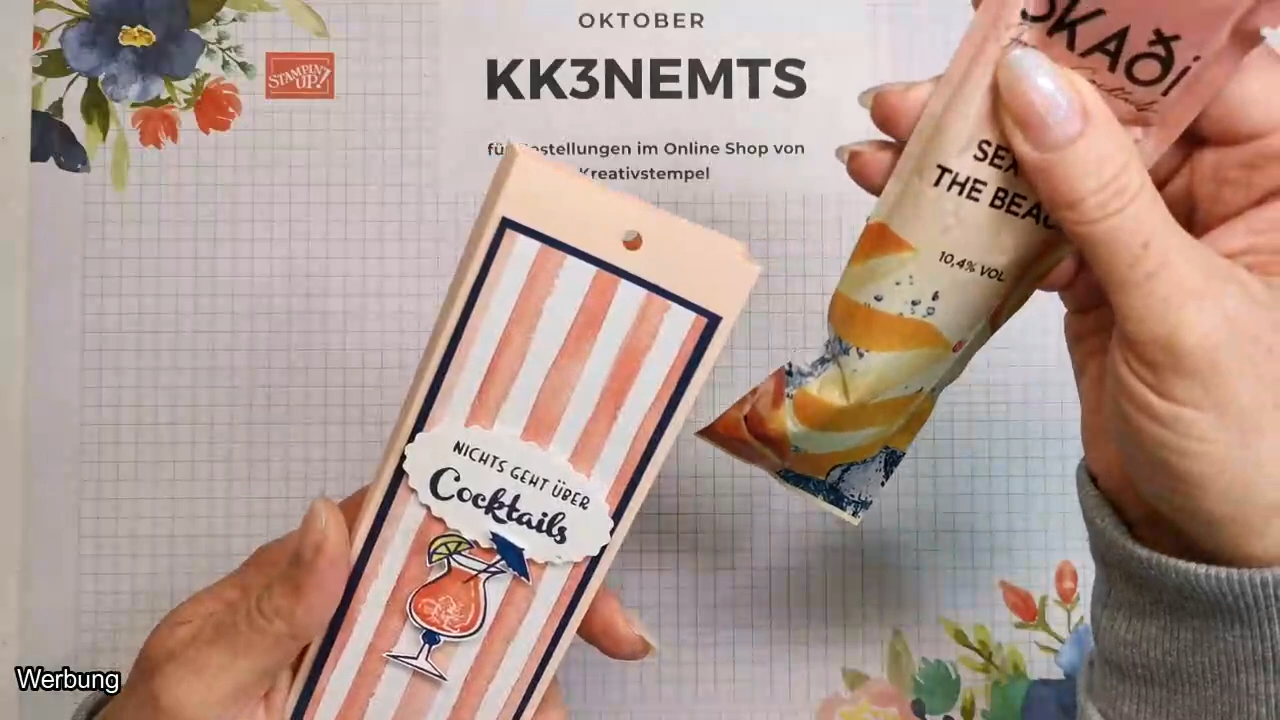 OKTOBER
STAMPIN' UP!
KK3NEMTS
Bestellungen im Online Shop von
Kreativstempel
SKAÐI
SEX
THE BEAC
10,4% VOL
NICHTS GEHT ÜBER
Cocktails
Werbung